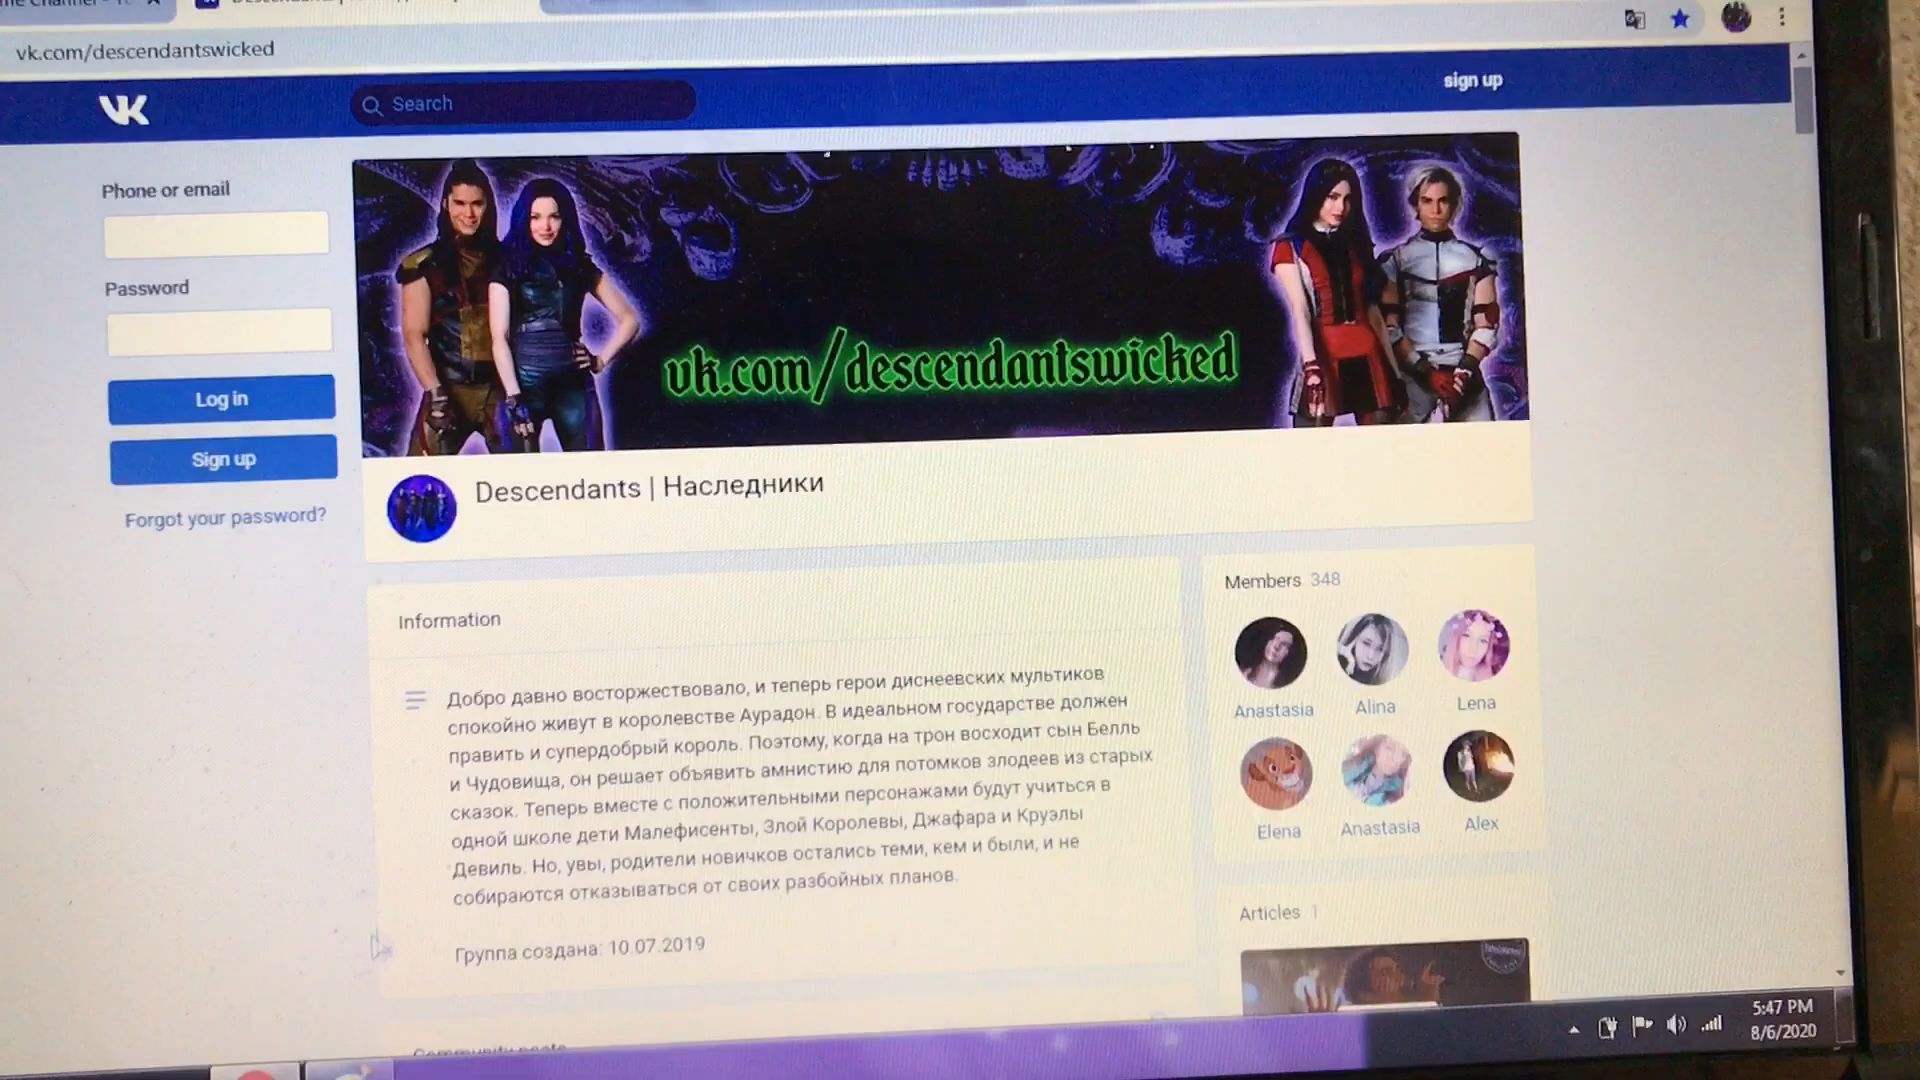 vk.com/descendantswicked
sign up
Search
Phone or email
Password
Log in
Sign up
Forgot your password?
vk.com/descendantswicked
Descendants | Наследники
Information
Добро давно восторжествовало, и теперь герои диснеевских мультиков
спокойно живут в королевстве Аурадон. В идеальном государстве должен
править и супердобрый король. Поэтому, когда на трон восходит сын Белль
и Чудовища, он решает объявить амнистию для потомков злодеев из старых
сказок. Теперь вместе с положительными персонажами будут учиться в
одной школе дети Малефисенты, Злой Королевы, Джафара и Круэлы
Девиль. Но, увы, родители новичков остались теми, кем и были, и не
собираются отказываться от своих разбойных планов.
Группа создана: 10.07.2019
Members 348
Anastasia Alina Lena
Elena Anastasia Alex
Articles 1
Community posts
5:47 PM
8/6/2020